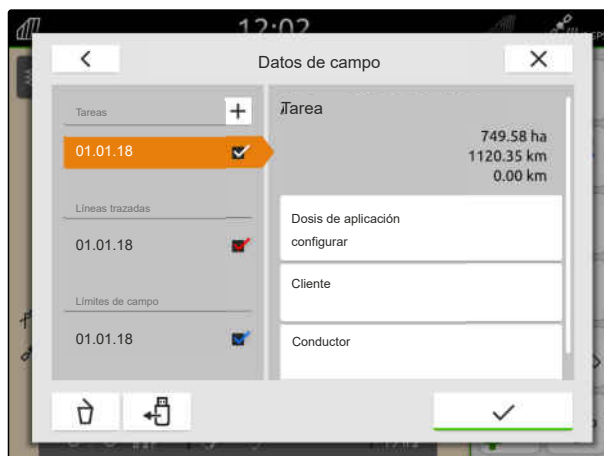 12:02
Datos de campo
Tareas
01.01.18
Líneas trazadas
01.01.18
Límites de campo
01.01.18
Tarea
749.58 ha
1120.35 km
0.00 km
Dosis de aplicación
configurar
Cliente
Conductor